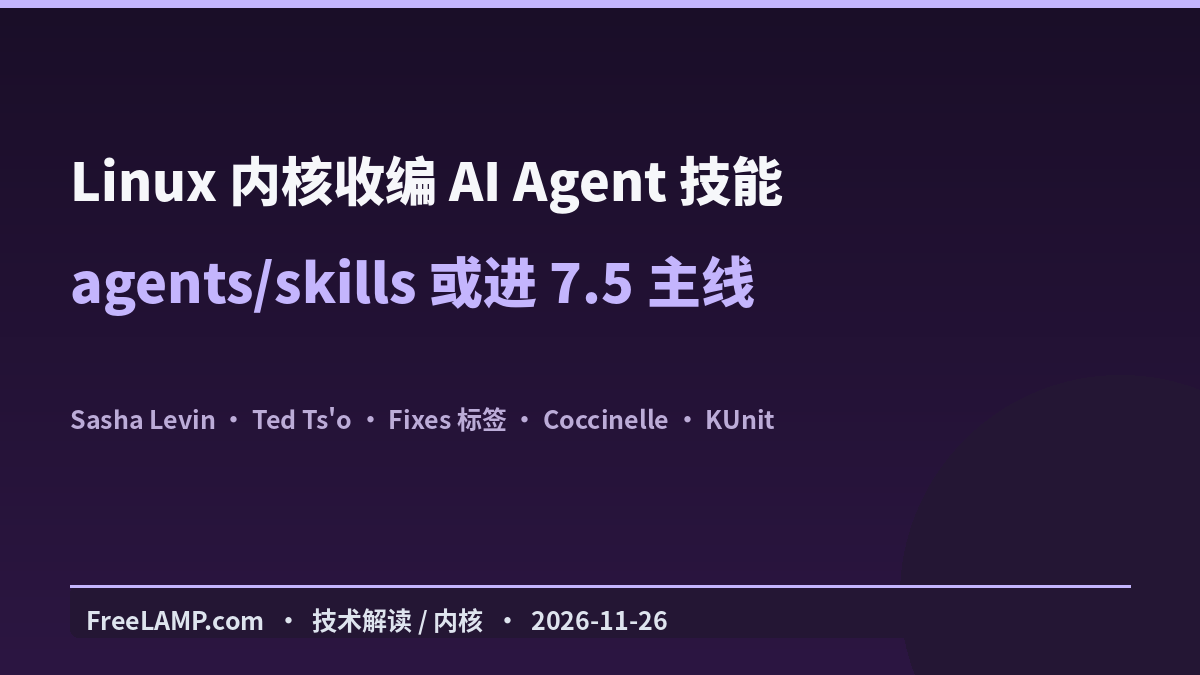 Linux 内核收编 AI Agent 技能
agents/skills 或进 7.5 主线
Sasha Levin · Ted Ts'o · Fixes 标签 · Coccinelle · KUnit
FreeLAMP.com · 技术解读 / 内核 · 2026-11-26